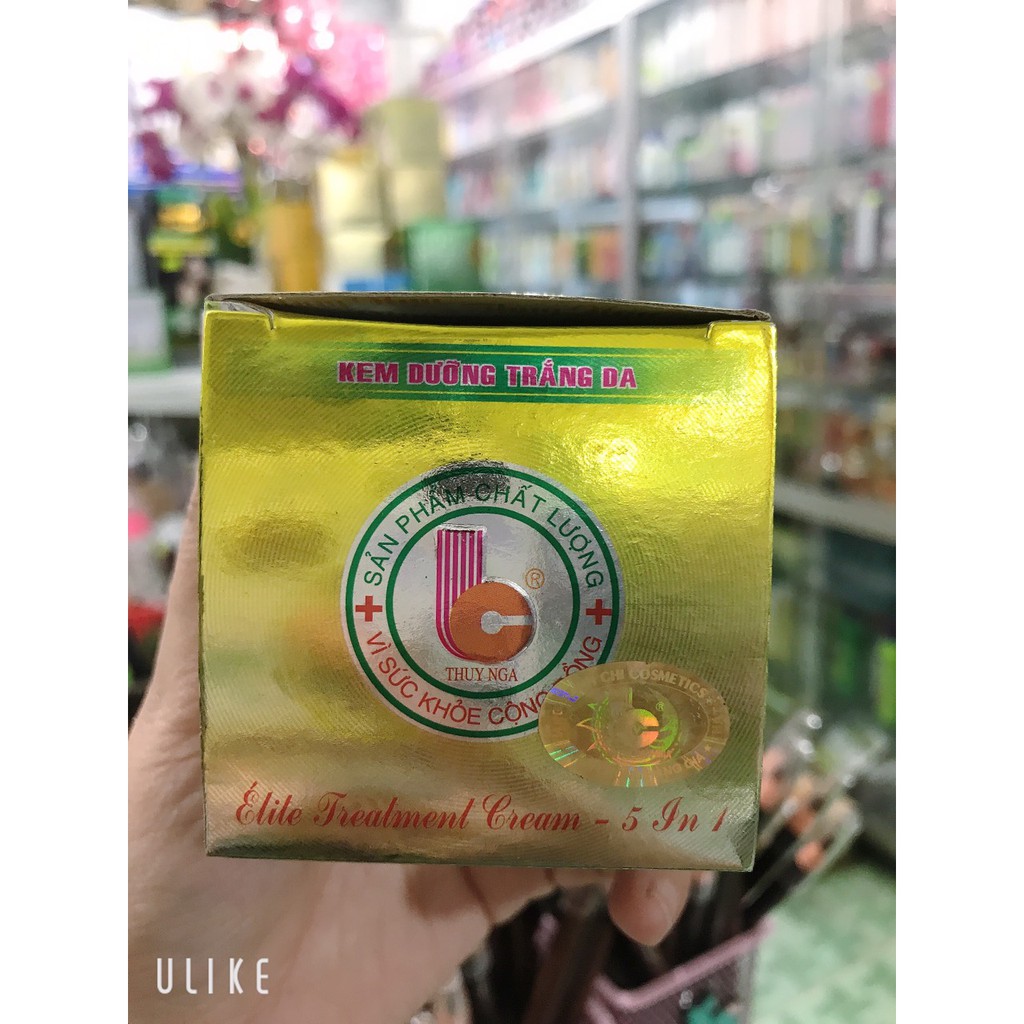 KEM DƯỠNG TRẮNG DA
SẢN PHẨM CHẤT LƯỢNG
®
THUY NGA
VÌ SỨC KHỎE CỘNG ĐỒNG
CHI COSMETICS
Élite Treatment Cream - 5 In 1
ULIKE